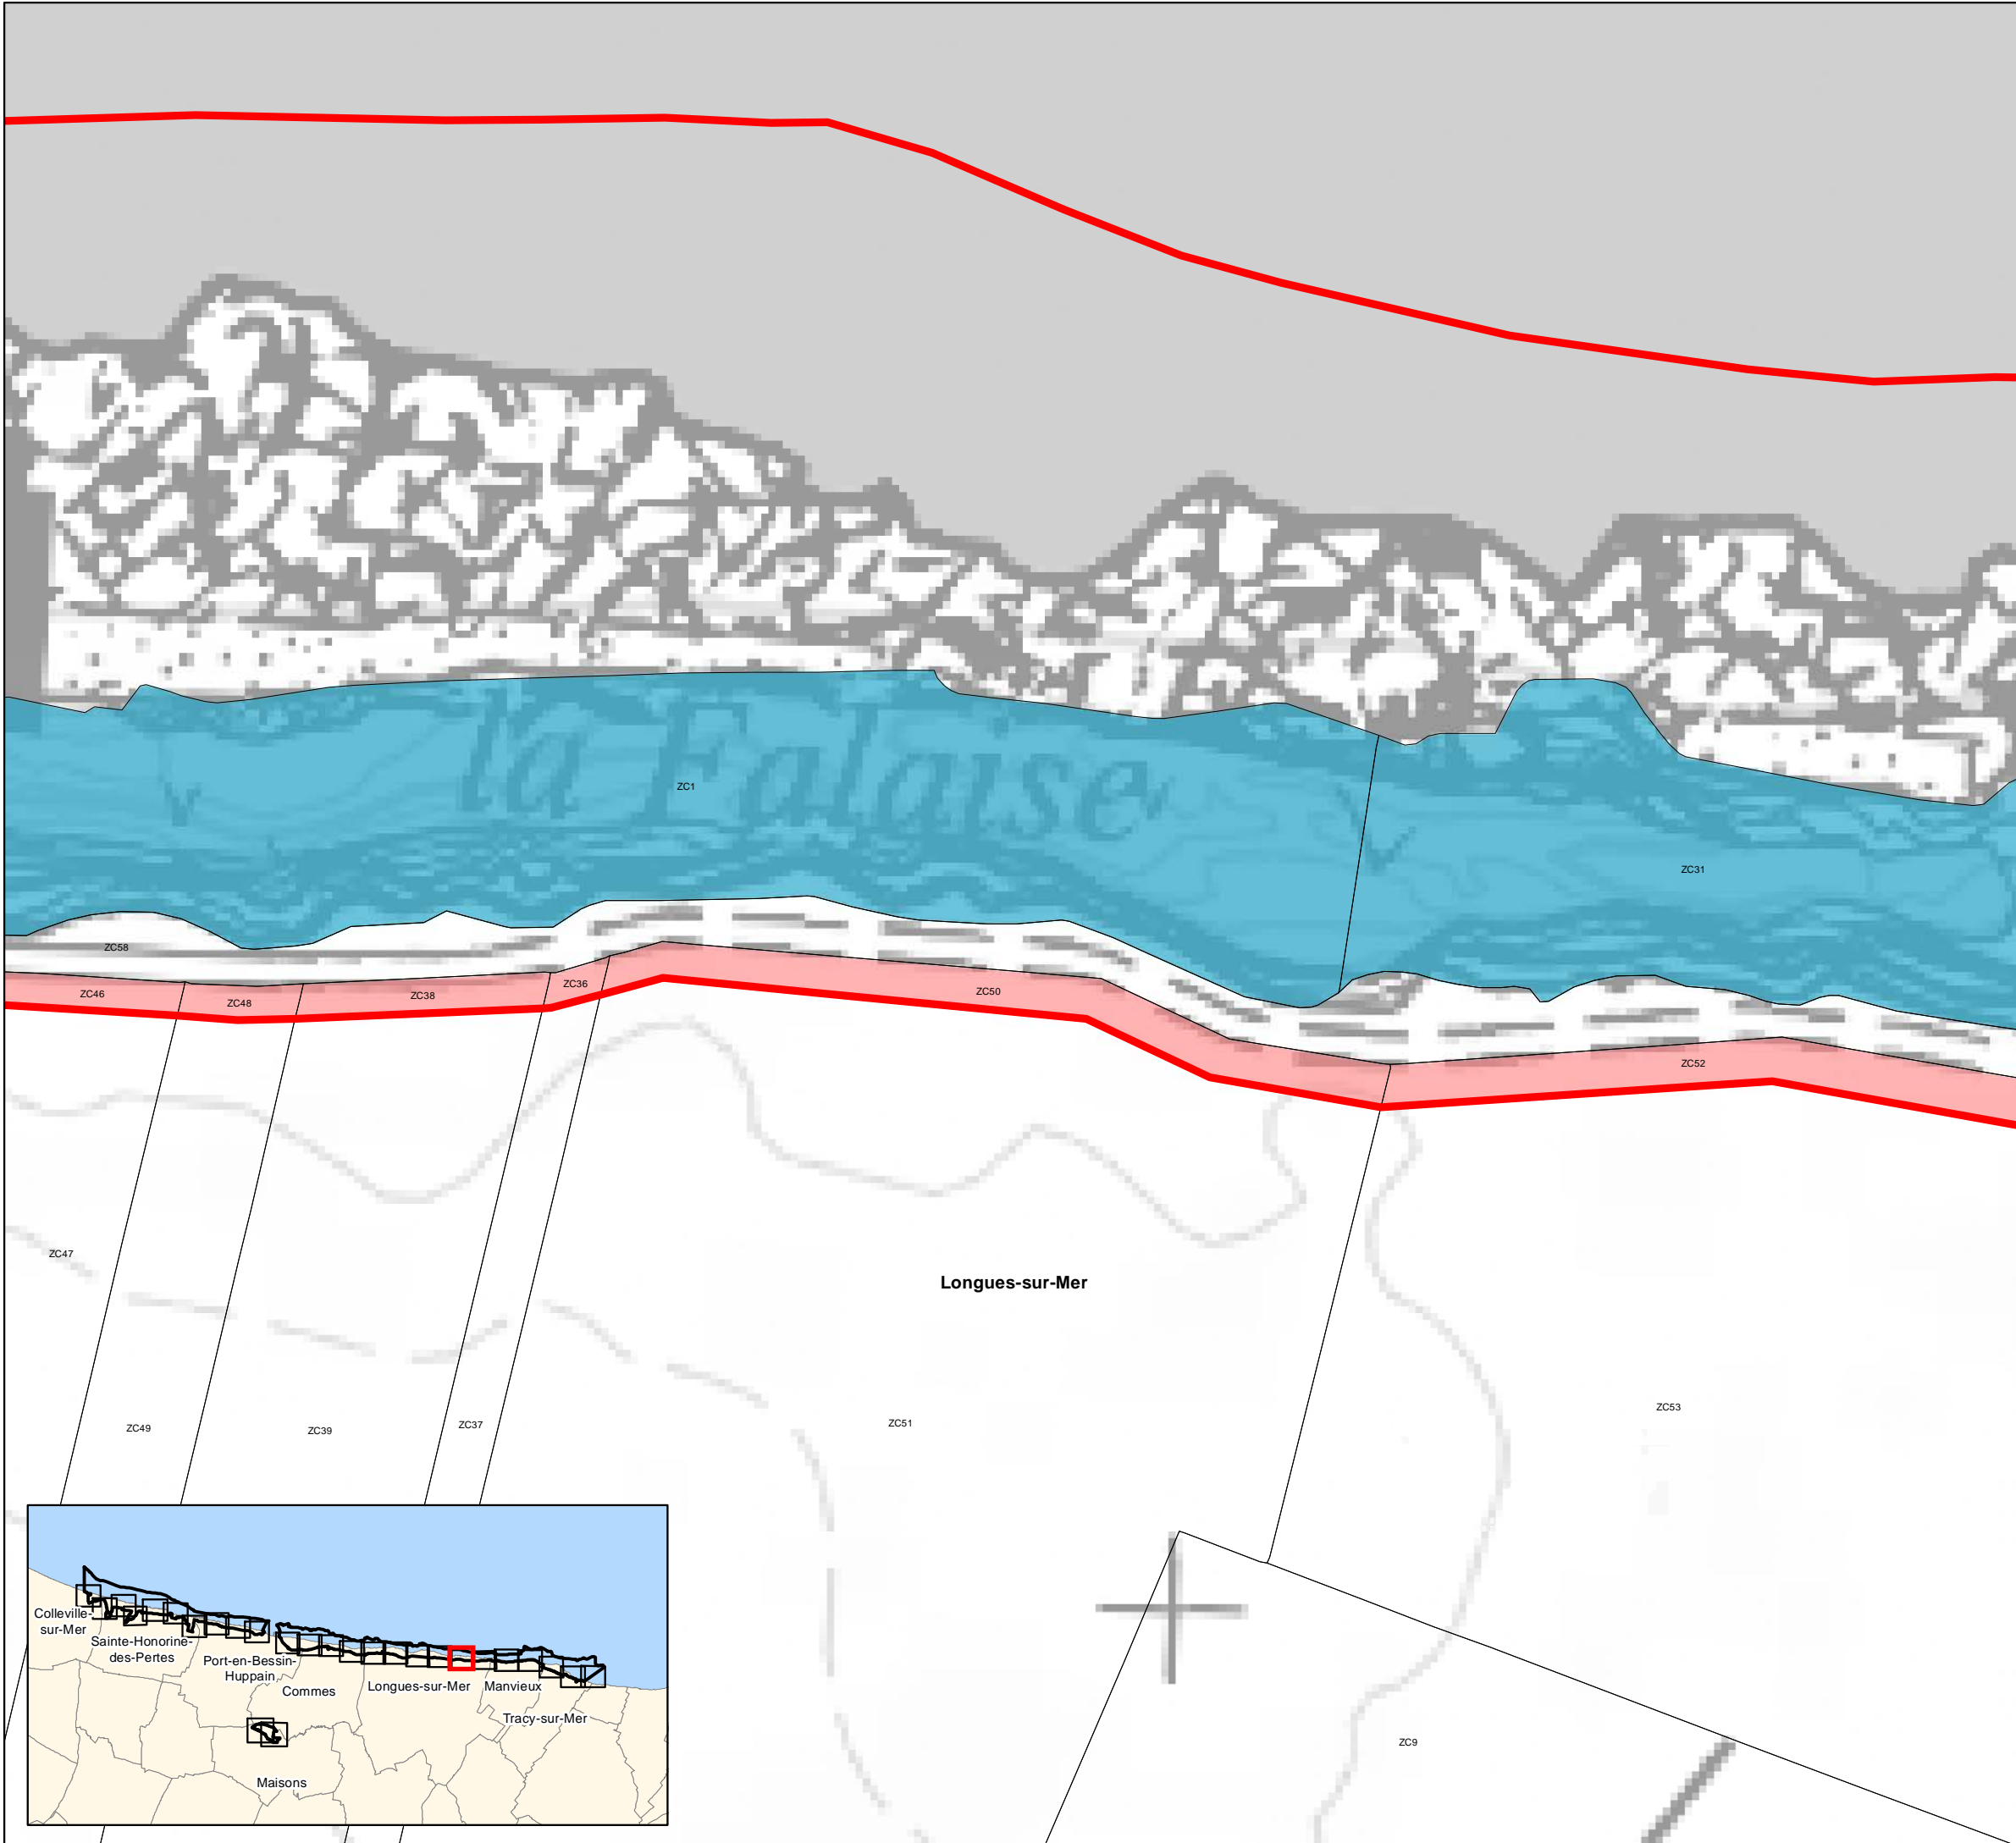 la Falaise
ZC1
ZC31
ZC58
ZC46
ZC48
ZC38
ZC36
ZC50
ZC52
ZC47
Longues-sur-Mer
ZC49
ZC39
ZC37
ZC51
ZC53
ZC9
Colleville-
sur-Mer
Sainte-Honorine-
des-Pertes
Port-en-Bessin-
Huppain
Commes
Longues-sur-Mer
Manvieux
Tracy-sur-Mer
Maisons